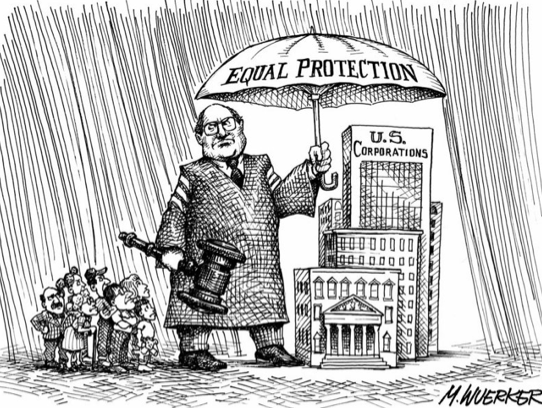 EQUAL PROTECTION
U.S.
CORPORATIONS
M.WUERKER